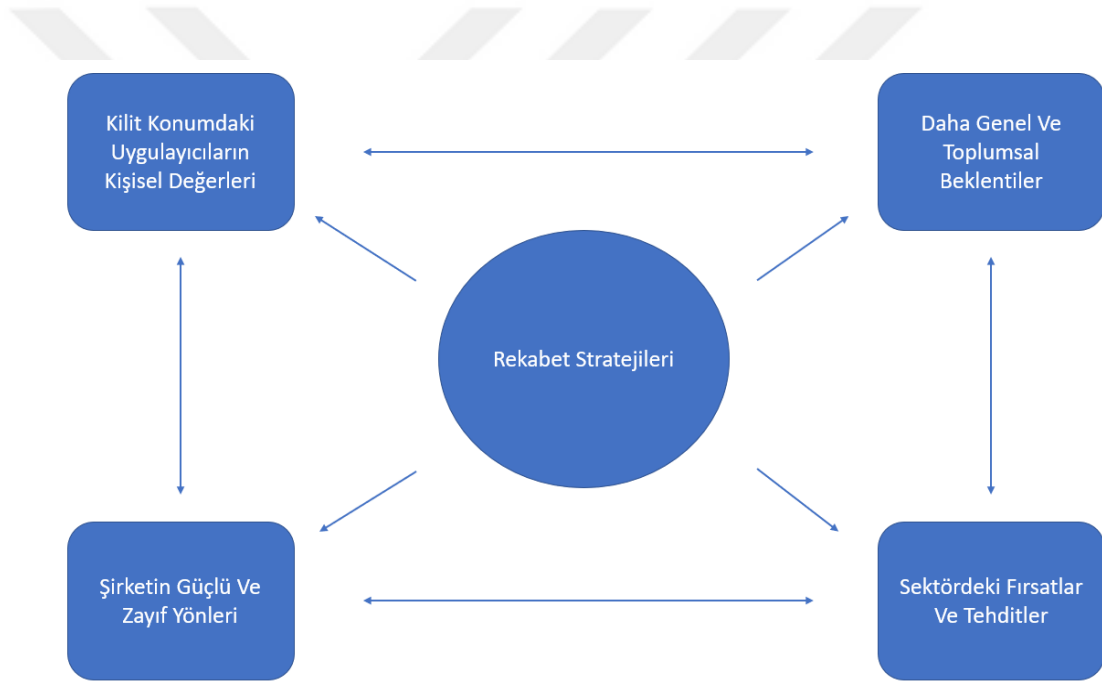 Kilit Konumdaki
Uygulayıcıların
Kişisel Değerleri
Daha Genel Ve
Toplumsal
Beklentiler
Rekabet Stratejileri
Şirketin Güçlü Ve
Zayıf Yönleri
Sektördeki Fırsatlar
Ve Tehditler